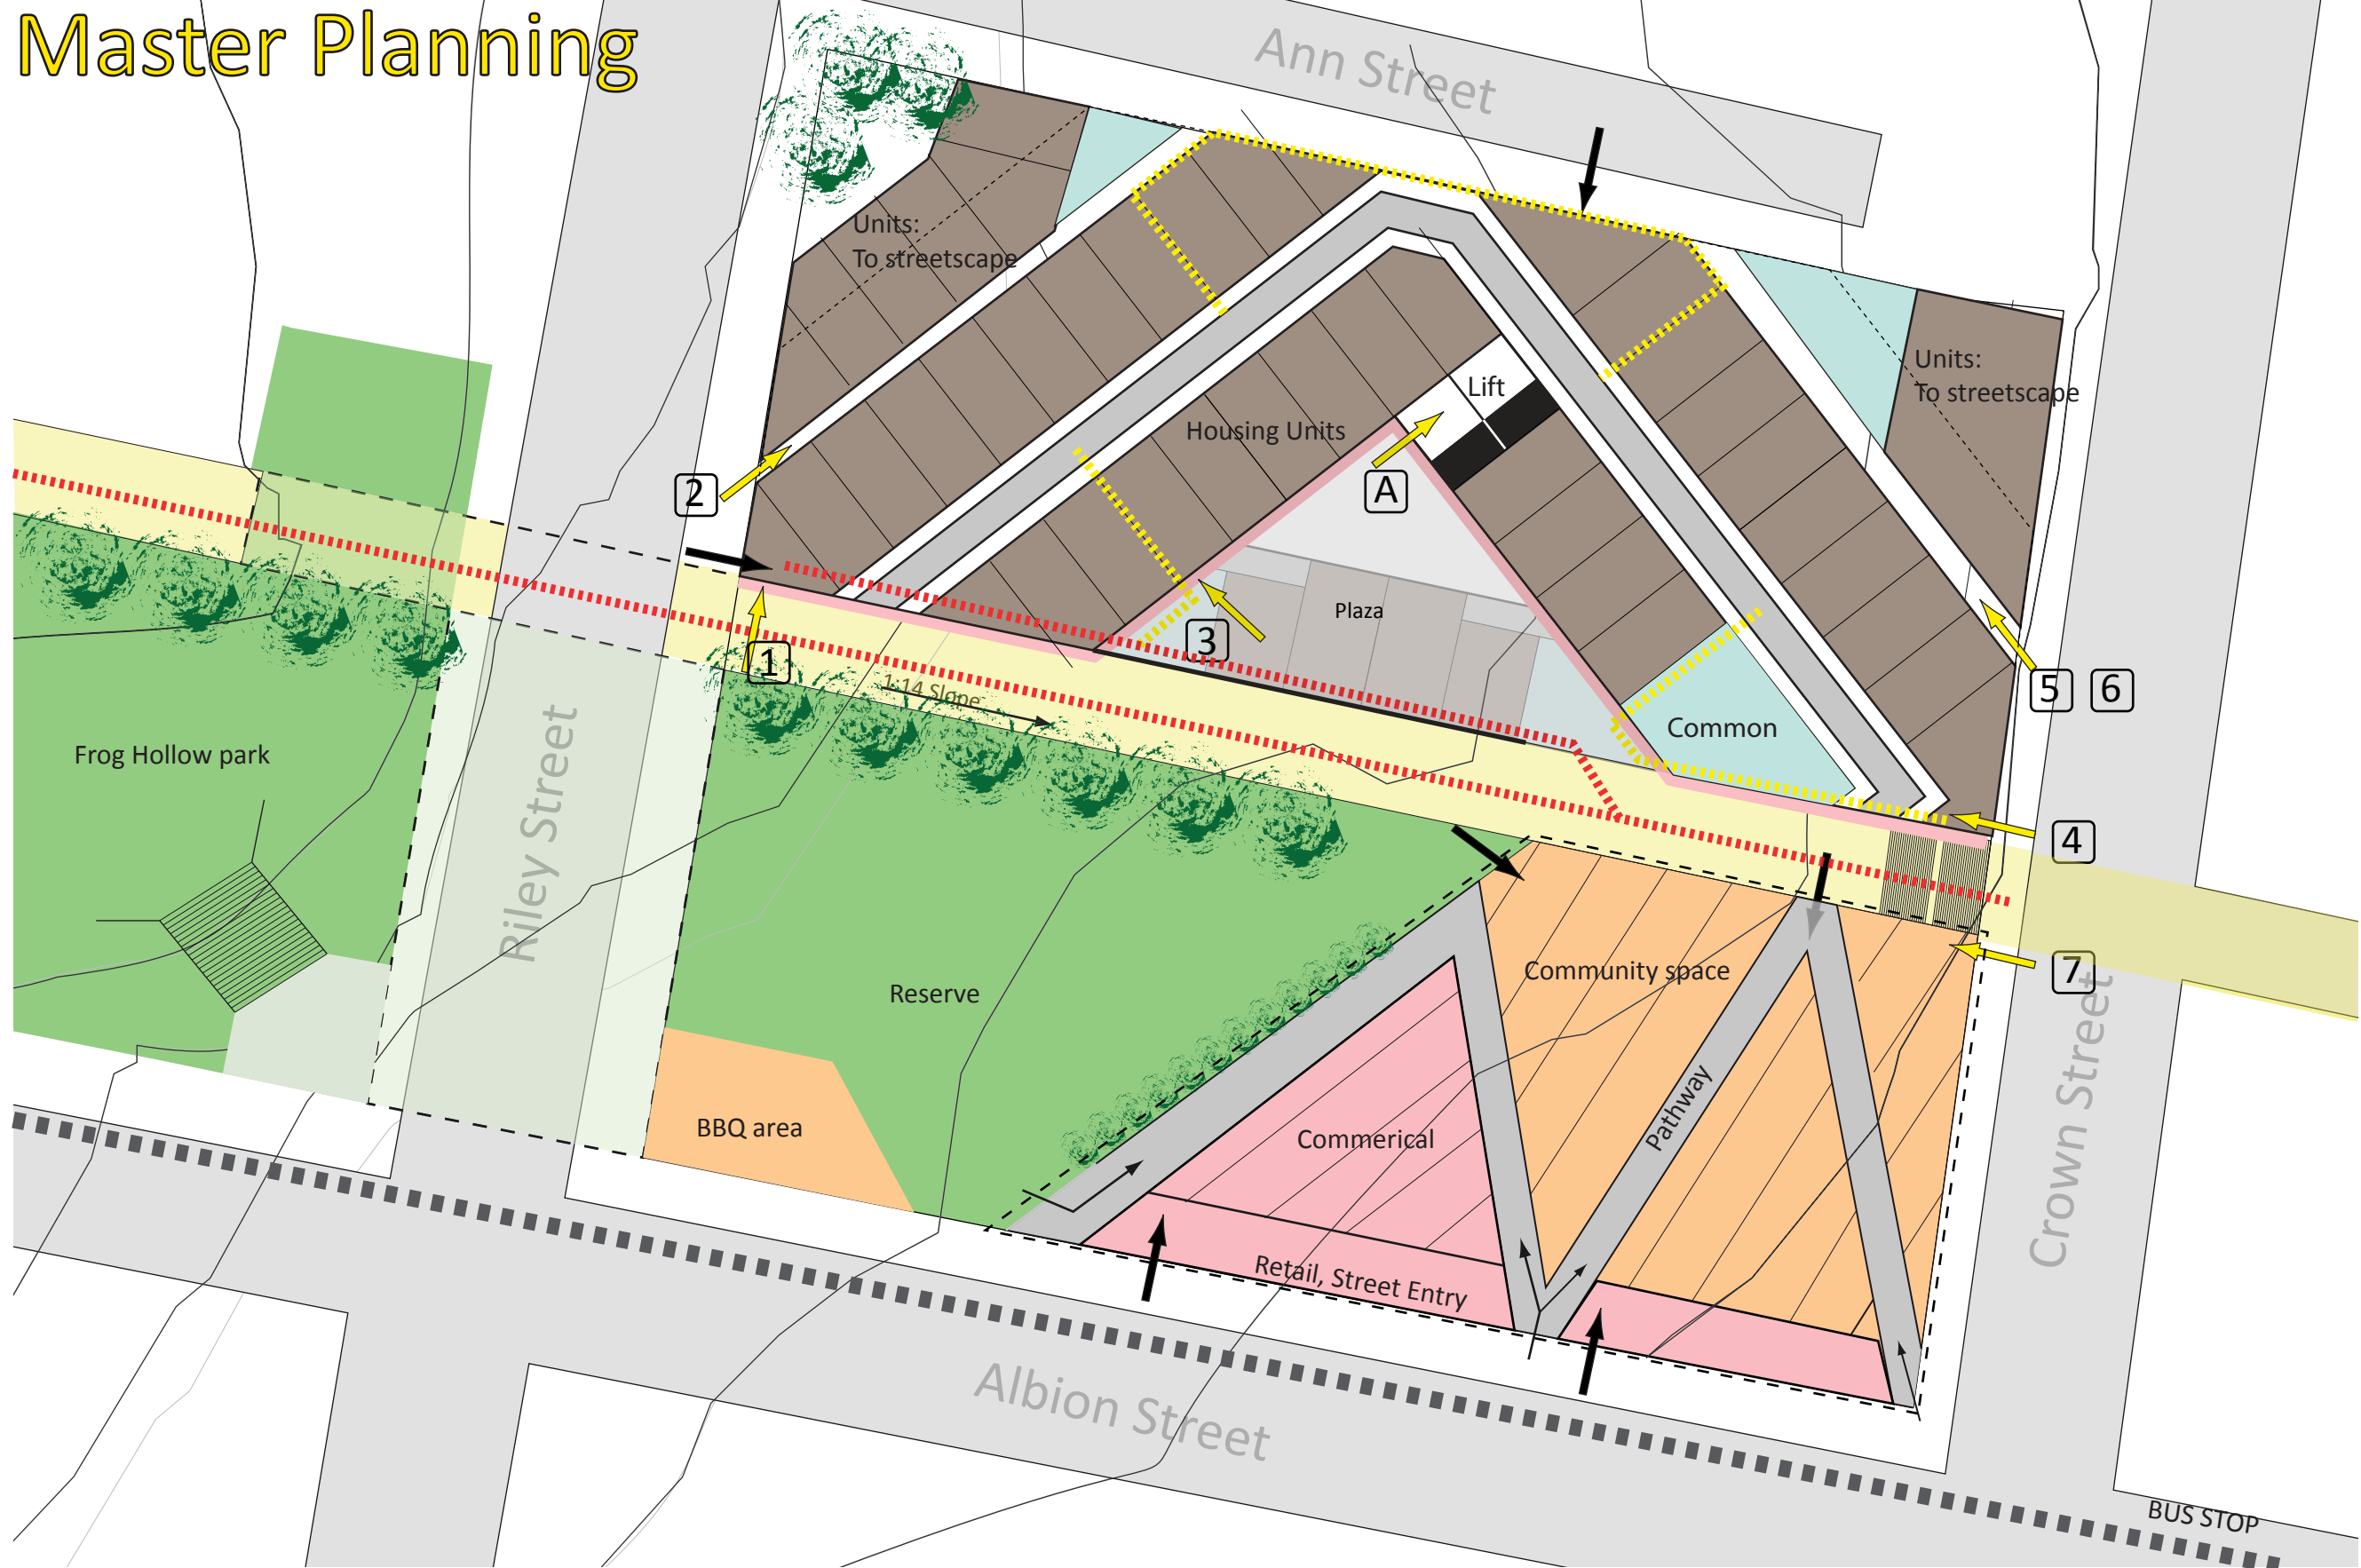 Master Planning
Ann Street
Units:
To streetscape
Units:
To streetscape
Lift
Housing Units
2
A
Plaza
3
1
1:14 Slope
5
6
Common
Frog Hollow park
Riley Street
4
7
Community space
Reserve
Pathway
BBQ area
Commerical
Crown Street
Retail, Street Entry
Albion Street
BUS STOP